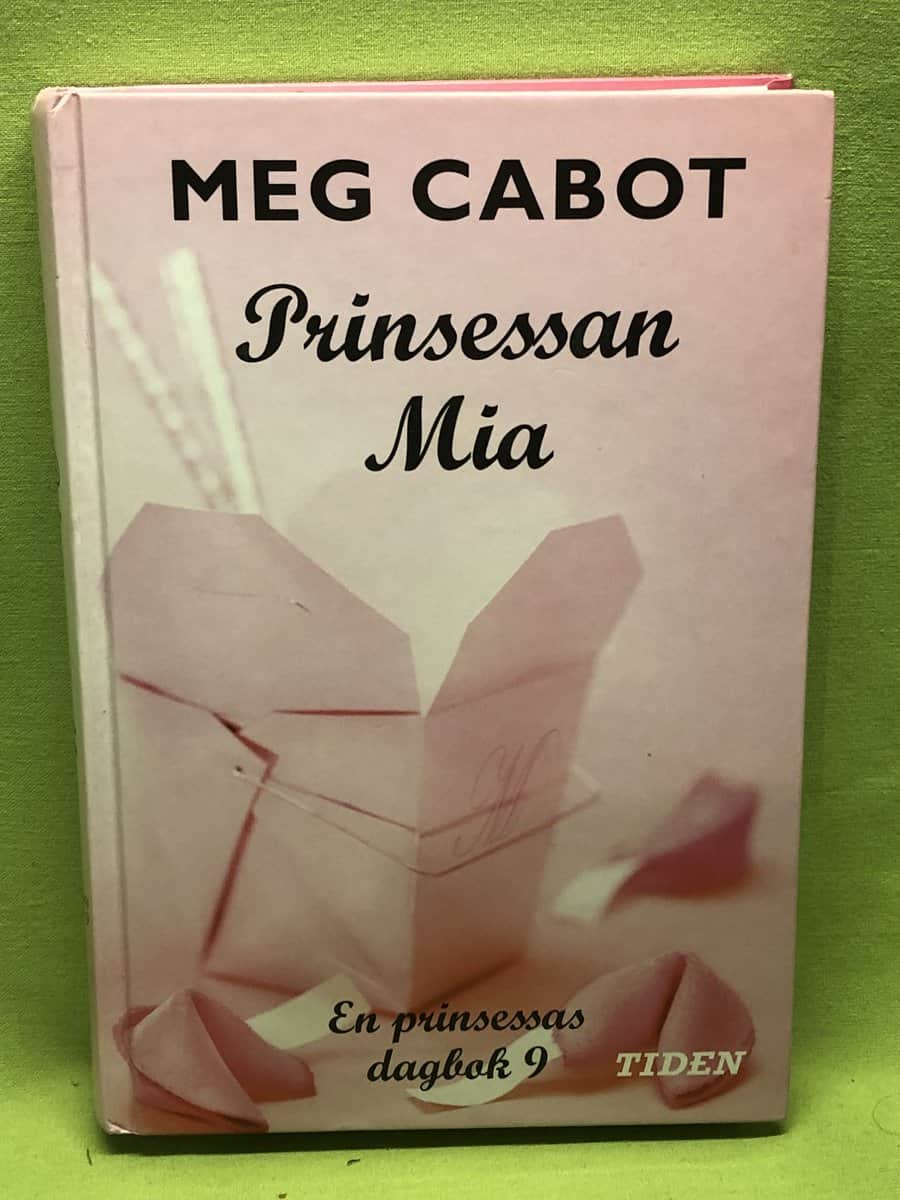 MEG CABOT
Prinsessan
Mia
M
En prinsessas
dagbok 9
TIDEN